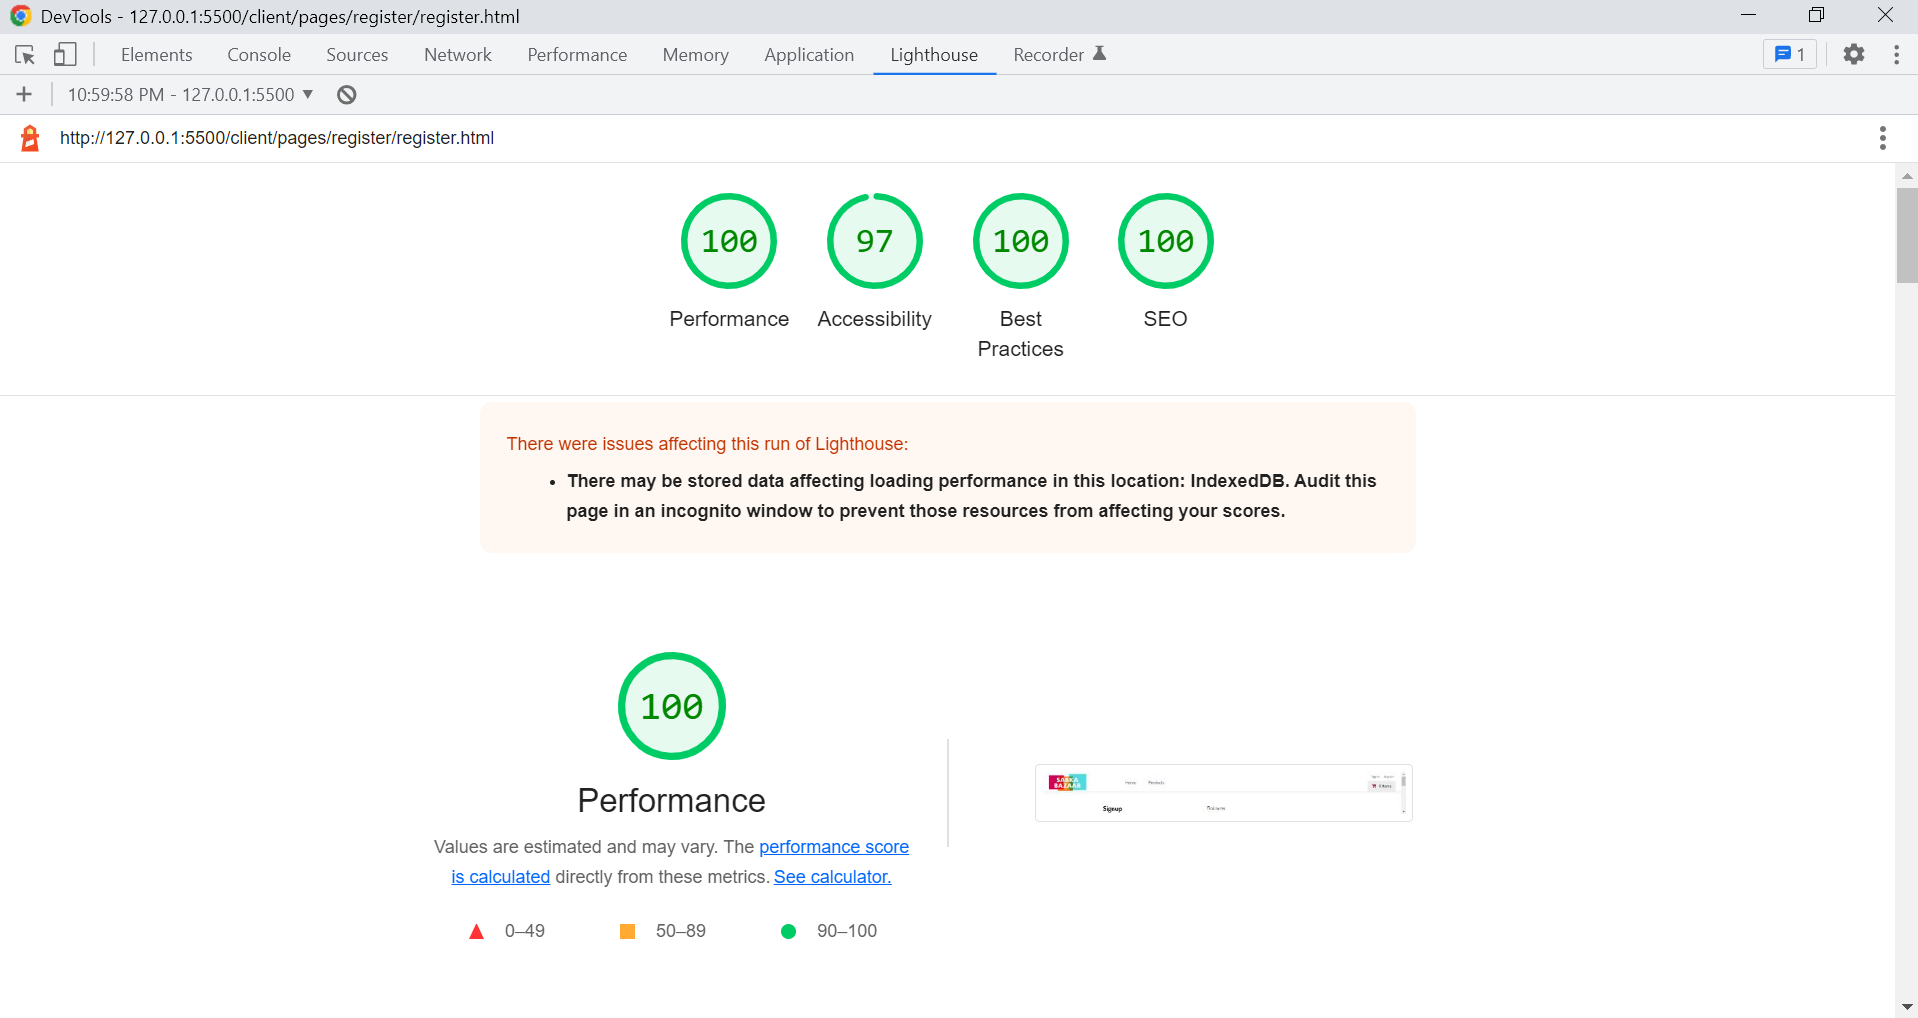 DevTools - 127.0.0.1:5500/client/pages/register/register.html
Elements Console Sources Network Performance Memory Application Lighthouse Recorder 1
10:59:58 PM - 127.0.0.1:5500
http://127.0.0.1:5500/client/pages/register/register.html
100 97 100 100
Performance Accessibility Best Practices SEO
There were issues affecting this run of Lighthouse:
• There may be stored data affecting loading performance in this location: IndexedDB. Audit this
page in an incognito window to prevent those resources from affecting your scores.
100
Performance
Values are estimated and may vary. The performance score
is calculated directly from these metrics. See calculator.
0–49 50–89 90–100
SABKA
BAZAAR
Home Products
0 items
Signup